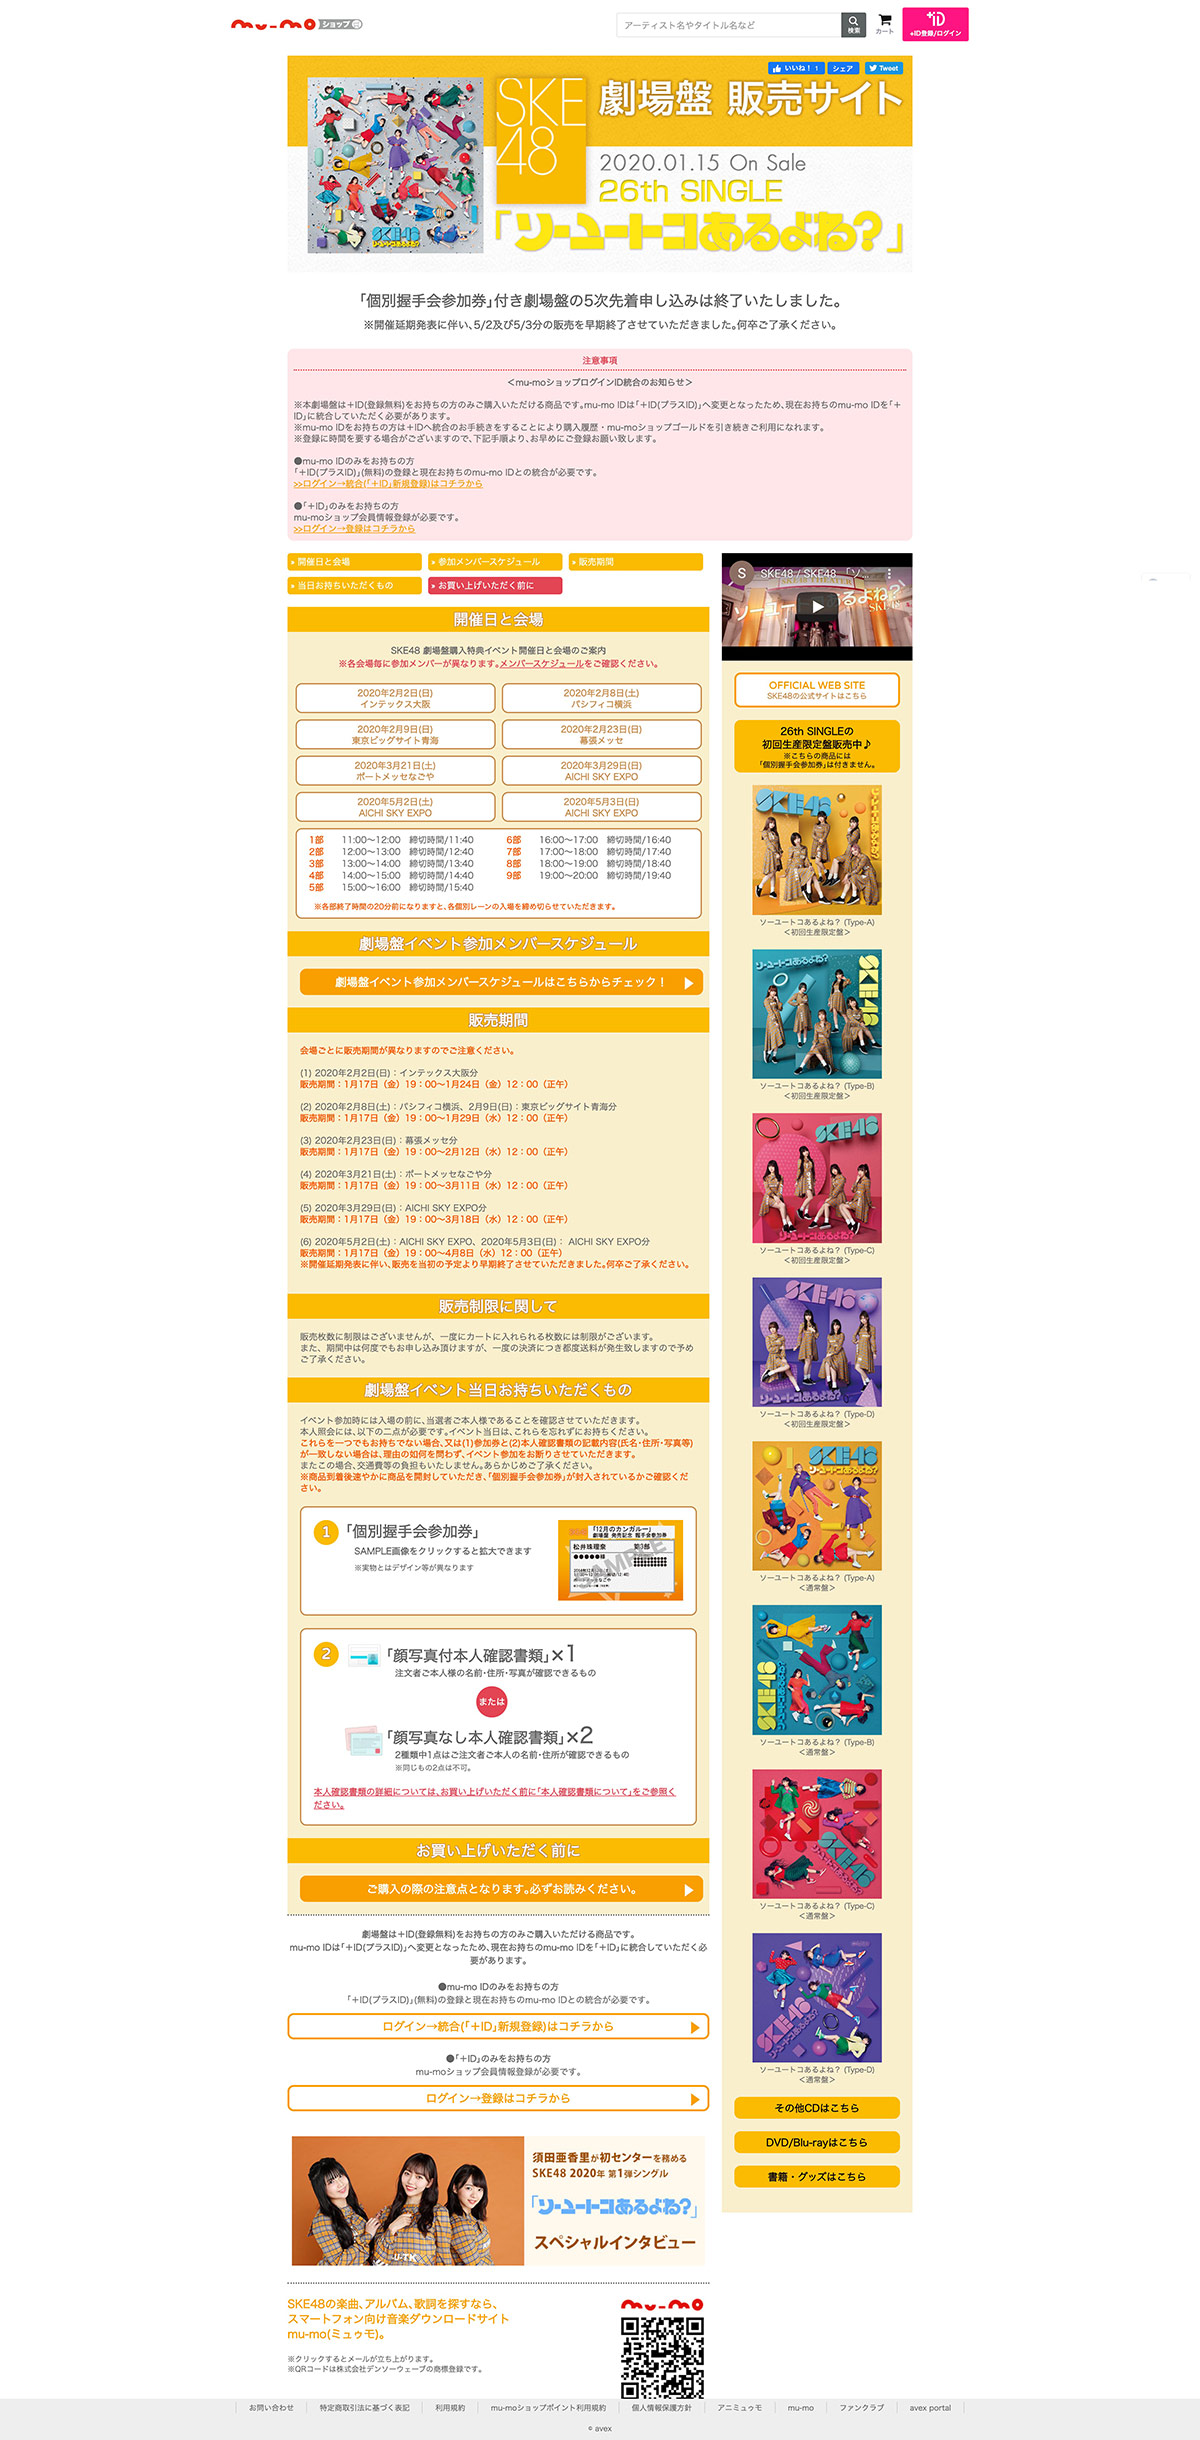 mu-mo ショップ
アーティスト名やタイトル名など
検索
カート
+iD
+ID登録/ログイン
いいね！ 1
シェア
Tweet
SKE
48
劇場盤 販売サイト
2020.01.15 On Sale
26th SINGLE
「ソーユートコあるよね?」
「個別握手会参加券」付き劇場盤の5次先着申し込みは終了いたしました。
※開催延期発表に伴い、5/2及び5/3分の販売を早期終了させていただきました。何卒ご了承ください。
注意事項
＜mu-moショップログインID統合のお知らせ＞
※本劇場盤は＋ID(登録無料)をお持ちの方のみご購入いただける商品です。mu-mo IDは「＋ID(プラスID)」へ変更となったため、現在お持ちのmu-mo IDを「＋
ID」に統合していただく必要があります。
※mu-mo IDをお持ちの方は＋IDへ統合のお手続きをすることにより購入履歴・mu-moショップゴールドを引き続きご利用になれます。
※登録に時間を要する場合がございますので、下記手順より、お早めにご登録お願い致します。
●mu-mo IDのみをお持ちの方
「＋ID(プラスID)」(無料)の登録と現在お持ちのmu-mo IDとの統合が必要です。
>>ログイン→統合(「＋ID」新規登録)はコチラから
●「＋ID」のみをお持ちの方
mu-moショップ会員情報登録が必要です。
>>ログイン→登録はコチラから
» 開催日と会場
» 参加メンバースケジュール
» 販売期間
» 当日お持ちいただくもの
» お買い上げいただく前に
開催日と会場
SKE48 劇場盤購入特典イベント開催日と会場のご案内
※各会場毎に参加メンバーが異なります。メンバースケジュールをご確認ください。
2020年2月2日(日)
インテックス大阪
2020年2月8日(土)
パシフィコ横浜
2020年2月9日(日)
東京ビッグサイト青海
2020年2月23日(日)
幕張メッセ
2020年3月21日(土)
ポートメッセなごや
2020年3月29日(日)
AICHI SKY EXPO
2020年5月2日(土)
AICHI SKY EXPO
2020年5月3日(日)
AICHI SKY EXPO
1部 11:00～12:00 締切時間/11:40
2部 12:00～13:00 締切時間/12:40
3部 13:00～14:00 締切時間/13:40
4部 14:00～15:00 締切時間/14:40
5部 15:00～16:00 締切時間/15:40
6部 16:00～17:00 締切時間/16:40
7部 17:00～18:00 締切時間/17:40
8部 18:00～19:00 締切時間/18:40
9部 19:00～20:00 締切時間/19:40
※各部終了時間の20分前になりますと、各個別レーンの入場を締め切らせていただきます。
劇場盤イベント参加メンバースケジュール
劇場盤イベント参加メンバースケジュールはこちらからチェック！
販売期間
会場ごとに販売期間が異なりますのでご注意ください。
(1) 2020年2月2日(日)：インテックス大阪分
販売期間：1月17日（金）19：00～1月24日（金）12：00（正午）
(2) 2020年2月8日(土)：パシフィコ横浜、2月9日(日)：東京ビッグサイト青海分
販売期間：1月17日（金）19：00～1月29日（水）12：00（正午）
(3) 2020年2月23日(日)：幕張メッセ分
販売期間：1月17日（金）19：00～2月12日（水）12：00（正午）
(4) 2020年3月21日(土)：ポートメッセなごや分
販売期間：1月17日（金）19：00～3月11日（水）12：00（正午）
(5) 2020年3月29日(日)：AICHI SKY EXPO分
販売期間：1月17日（金）19：00～3月18日（水）12：00（正午）
(6) 2020年5月2日(土)：AICHI SKY EXPO、2020年5月3日(日)： AICHI SKY EXPO分
販売期間：1月17日（金）19：00～4月8日（水）12：00（正午）
※開催延期発表に伴い、販売を当初の予定より早期終了させていただきました。何卒ご了承ください。
販売制限に関して
販売枚数に制限はございませんが、一度にカートに入れられる枚数には制限がございます。
また、期間中は何度でもお申し込み頂けますが、一度の決済につき都度送料が発生致しますので予め
ご了承ください。
劇場盤イベント当日お持ちいただくもの
イベント参加時には入場の前に、当選者ご本人様であることを確認させていただきます。
本人照会には、以下の二点が必要です。イベント当日は、これらを忘れずにお持ちください。
これらを一つでもお持ちでない場合、又は(1)参加券と(2)本人確認書類の記載内容(氏名・住所・写真等)
が一致しない場合は、理由の如何を問わず、イベント参加をお断りさせていただきます。
またこの場合、交通費等の負担もいたしません。あらかじめご了承ください。
※商品到着後速やかに商品を開封していただき、「個別握手会参加券」が封入されているかご確認くだ
さい。
1
「個別握手会参加券」
SAMPLE画像をクリックすると拡大できます
※実物とはデザイン等が異なります
「12月のカンガルー」
劇場盤 発売記念 握手会参加券
松井珠理奈 第3部
SAMPLE
2
「顔写真付本人確認書類」×1
注文者ご本人様の名前・住所・写真が確認できるもの
または
「顔写真なし本人確認書類」×2
2種類中1点はご注文者ご本人の名前・住所が確認できるもの
※同じもの2点は不可。
本人確認書類の詳細については、お買い上げいただく前に「本人確認書類について」をご参照く
ださい。
お買い上げいただく前に
ご購入の際の注意点となります。必ずお読みください。
劇場盤は＋ID(登録無料)をお持ちの方のみご購入いただける商品です。
mu-mo IDは「＋ID(プラスID)」へ変更となったため、現在お持ちのmu-mo IDを「＋ID」に統合していただく必
要があります。
●mu-mo IDのみをお持ちの方
「＋ID(プラスID)」(無料)の登録と現在お持ちのmu-mo IDとの統合が必要です。
ログイン→統合(「＋ID」新規登録)はコチラから
●「＋ID」のみをお持ちの方
mu-moショップ会員情報登録が必要です。
ログイン→登録はコチラから
須田亜香里が初センターを務める
SKE48 2020年 第1弾シングル
「ソーユートコあるよね?」
スペシャルインタビュー
SKE48の楽曲、アルバム、歌詞を探すなら、
スマートフォン向け音楽ダウンロードサイト
mu-mo(ミュゥモ)。
※クリックするとメールが立ち上がります。
※QRコードは株式会社デンソーウェーブの商標登録です。
mu-mo
S
SKE48 / SKE48 「ソ...
SKE48 THEATER
ソーユートコあるよね?
SKE48
OFFICIAL WEB SITE
SKE48の公式サイトはこちら
26th SINGLEの
初回生産限定盤販売中♪
※こちらの商品には
「個別握手会参加券」は付きません。
ソーユートコあるよね？ (Type-A)
＜初回生産限定盤＞
ソーユートコあるよね？ (Type-B)
＜初回生産限定盤＞
ソーユートコあるよね？ (Type-C)
＜初回生産限定盤＞
ソーユートコあるよね？ (Type-D)
＜初回生産限定盤＞
ソーユートコあるよね？ (Type-A)
＜通常盤＞
ソーユートコあるよね？ (Type-B)
＜通常盤＞
ソーユートコあるよね？ (Type-C)
＜通常盤＞
ソーユートコあるよね？ (Type-D)
＜通常盤＞
その他CDはこちら
DVD/Blu-rayはこちら
書籍・グッズはこちら
お問い合わせ
特定商取引法に基づく表記
利用規約
mu-moショップポイント利用規約
個人情報保護方針
アニミュゥモ
mu-mo
ファンクラブ
avex portal
© avex